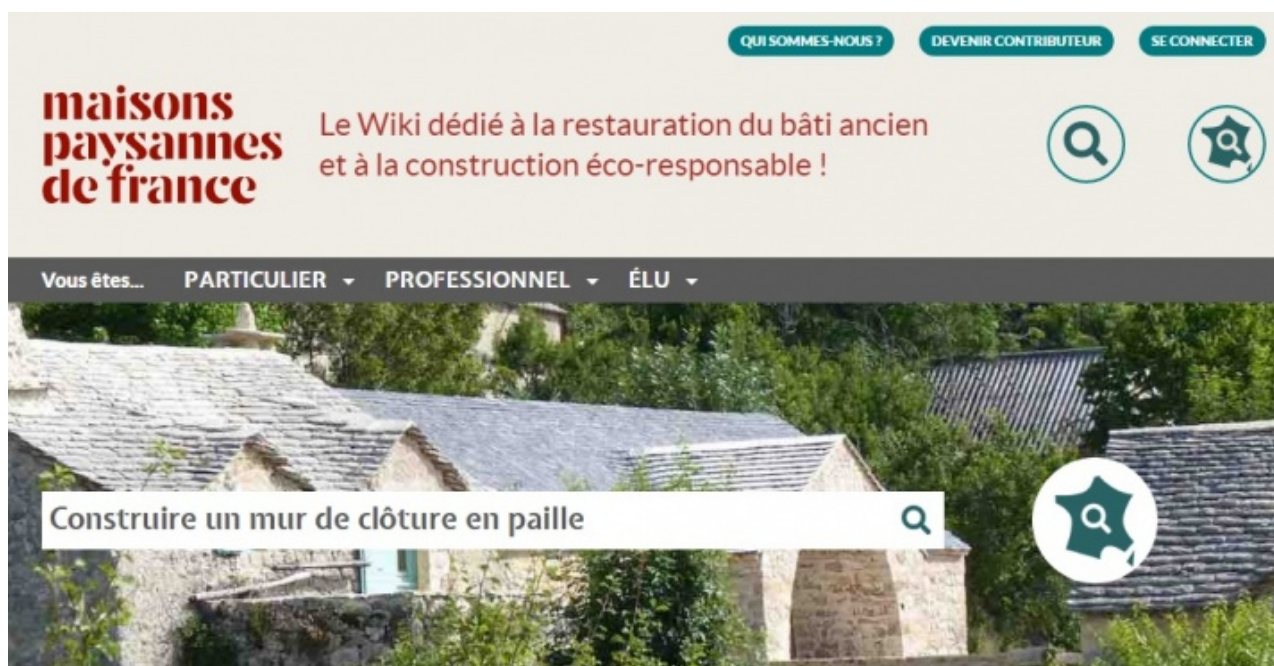 QUI SOMMES-NOUS ? DEVENIR CONTRIBUTEUR SE CONNECTER
maisons
paysannes
de france
Le Wiki dédié à la restauration du bâti ancien
et à la construction éco-responsable !
Vous êtes... PARTICULIER PROFESSIONNEL ÉLU
Construire un mur de clôture en paille